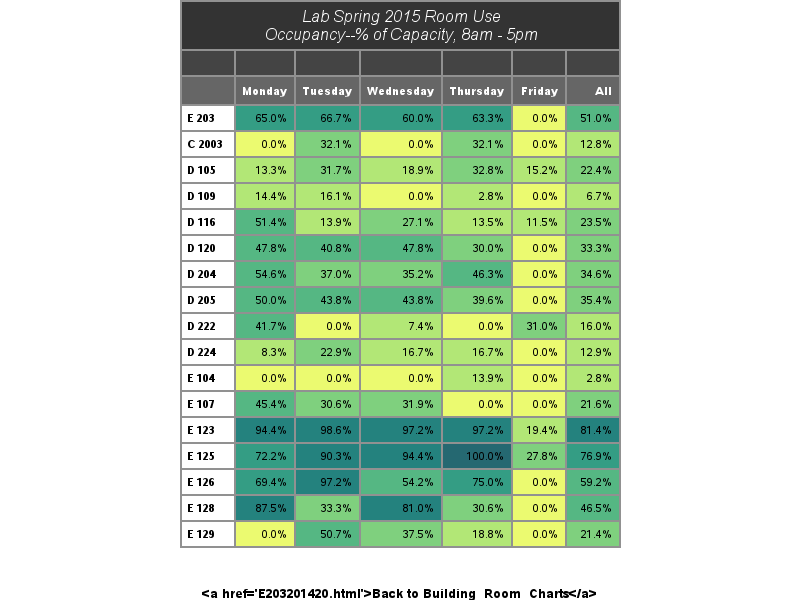 Lab Spring 2015 Room Use
Occupancy--% of Capacity, 8am - 5pm
Monday Tuesday Wednesday Thursday Friday All
E 203 65.0% 66.7% 60.0% 63.3% 0.0% 51.0%
C 2003 0.0% 32.1% 0.0% 32.1% 0.0% 12.8%
D 105 13.3% 31.7% 18.9% 32.8% 15.2% 22.4%
D 109 14.4% 16.1% 0.0% 2.8% 0.0% 6.7%
D 116 51.4% 13.9% 27.1% 13.5% 11.5% 23.5%
D 120 47.8% 40.8% 47.8% 30.0% 0.0% 33.3%
D 204 54.6% 37.0% 35.2% 46.3% 0.0% 34.6%
D 205 50.0% 43.8% 43.8% 39.6% 0.0% 35.4%
D 222 41.7% 0.0% 7.4% 0.0% 31.0% 16.0%
D 224 8.3% 22.9% 16.7% 16.7% 0.0% 12.9%
E 104 0.0% 0.0% 0.0% 13.9% 0.0% 2.8%
E 107 45.4% 30.6% 31.9% 0.0% 0.0% 21.6%
E 123 94.4% 98.6% 97.2% 97.2% 19.4% 81.4%
E 125 72.2% 90.3% 94.4% 100.0% 27.8% 76.9%
E 126 69.4% 97.2% 54.2% 75.0% 0.0% 59.2%
E 128 87.5% 33.3% 81.0% 30.6% 0.0% 46.5%
E 129 0.0% 50.7% 37.5% 18.8% 0.0% 21.4%
<a href='E203201420.html'>Back to Building_Room_Charts</a>